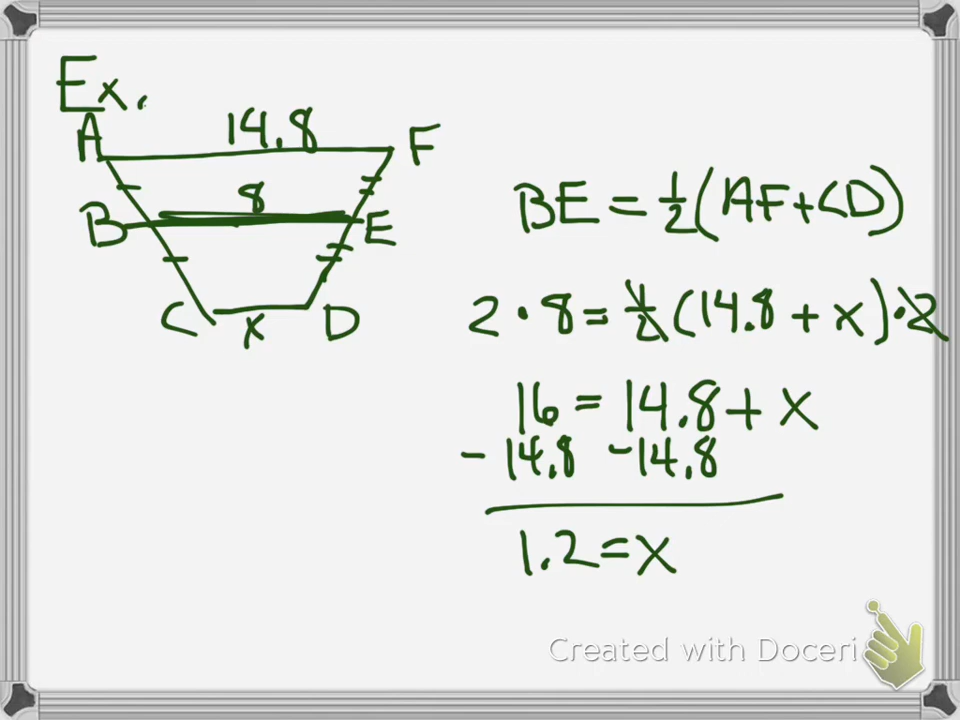 Ex.
A 14.8 F
B 8 E
C x D
BE = 1/2 (AF + CD)
2 · 8 = 1/2 (14.8 + x) · 2
16 = 14.8 + x
- 14.8 - 14.8
1.2 = x
Created with Doceri